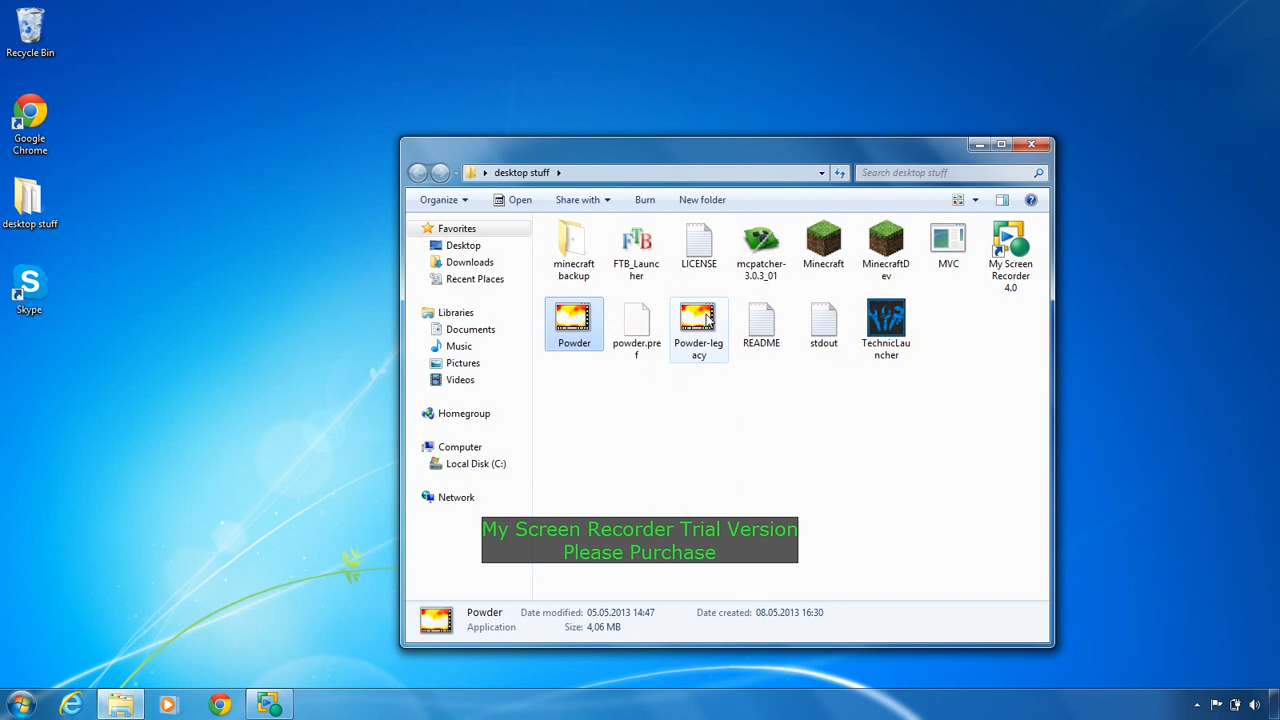 Recycle Bin
Google
Chrome
desktop stuff
Skype
desktop stuff
Search desktop stuff
Organize
Open
Share with
Burn
New folder
Favorites
Desktop
Downloads
Recent Places
Libraries
Documents
Music
Pictures
Videos
Homegroup
Computer
Local Disk (C:)
Network
minecraft
backup
FTB_Laun
cher
LICENSE
mcpatcher-
3.0.3_01
Minecraft
MinecraftD
ev
MVC
My Screen
Recorder
4.0
Powder
powder.pre
f
Powder-leg
acy
README
stdout
TechnicLau
ncher
My Screen Recorder Trial Version
Please Purchase
Powder
Date modified: 05.05.2013 14:47
Date created: 08.05.2013 16:30
Application
Size: 4,06 MB